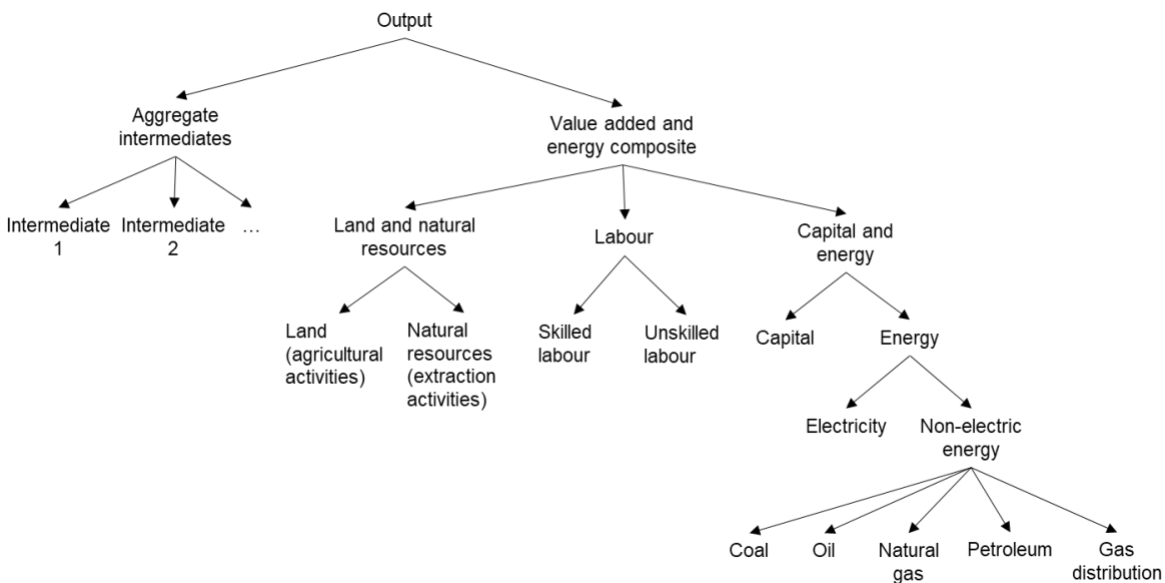 Output
Aggregate
intermediates
Value added and
energy composite
Intermediate
1
Intermediate
2
...
Land and natural
resources
Labour
Capital and
energy
Land
(agricultural
activities)
Natural
resources
(extraction
activities)
Skilled
labour
Unskilled
labour
Capital
Energy
Electricity
Non-electric
energy
Coal
Oil
Natural
gas
Petroleum
Gas
distribution